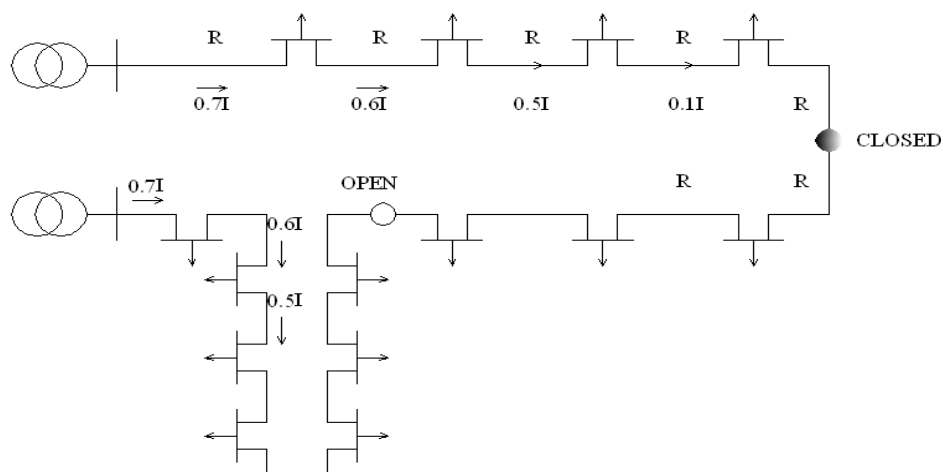 R R R R
0.7I 0.6I 0.5I 0.1I R
CLOSED
0.7I OPEN R R
0.6I
0.5I